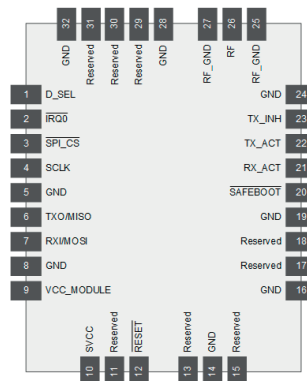 32 31 30 29 28 27 26 25
GND Reserved Reserved Reserved GND RF_GND RF RF_GND
1 D_SEL GND 24
2 IRQ0 TX_INH 23
3 SPI_CS TX_ACT 22
4 SCLK RX_ACT 21
5 GND SAFEBOOT 20
6 TXO/MISO GND 19
7 RXI/MOSI Reserved 18
8 GND Reserved 17
9 VCC_MODULE GND 16
SVCC Reserved RESET Reserved GND Reserved
10 11 12 13 14 15